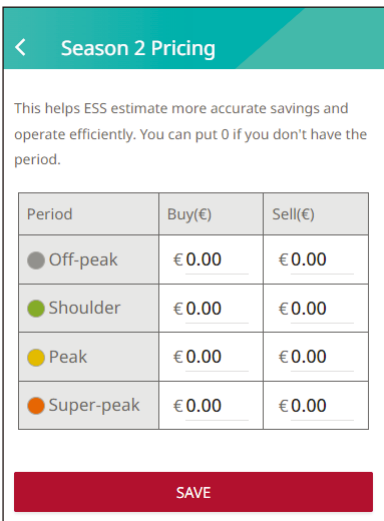 Season 2 Pricing
This helps ESS estimate more accurate savings and
operate efficiently. You can put 0 if you don't have the
period.
Period Buy(€) Sell(€)
Off-peak €0.00 €0.00
Shoulder €0.00 €0.00
Peak €0.00 €0.00
Super-peak €0.00 €0.00
SAVE